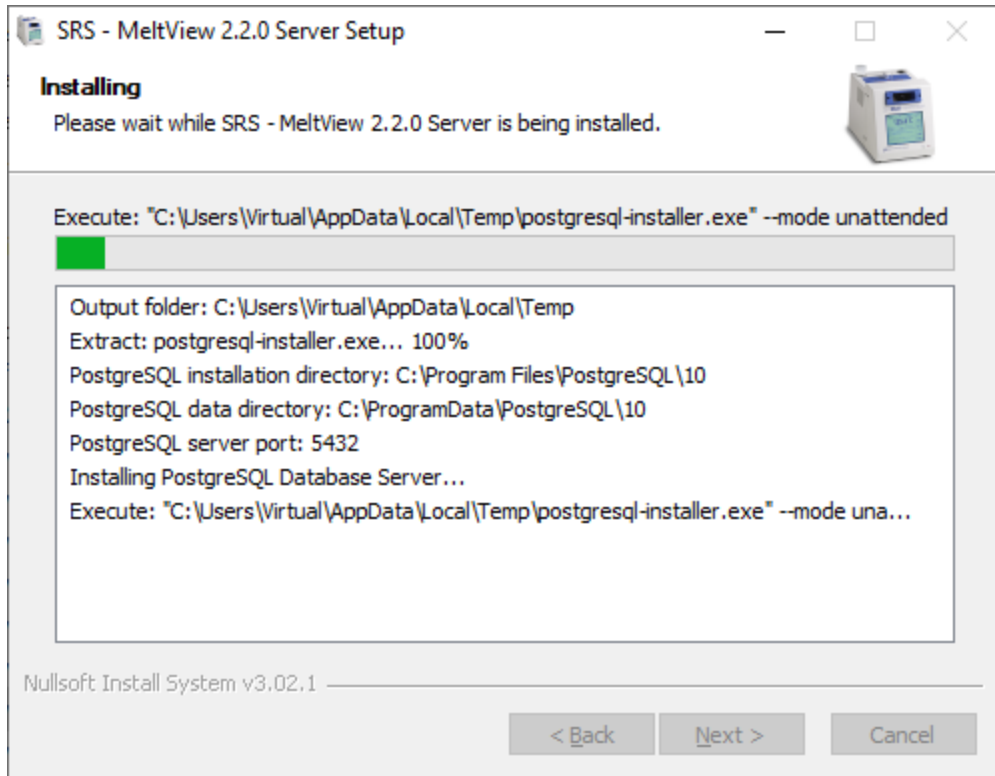 SRS - MeltView 2.2.0 Server Setup
Installing
Please wait while SRS - MeltView 2.2.0 Server is being installed.
Execute: "C:\Users\Virtual\AppData\Local\Temp\postgresql-installer.exe" --mode unattended
Output folder: C:\Users\Virtual\AppData\Local\Temp
Extract: postgresql-installer.exe... 100%
PostgreSQL installation directory: C:\Program Files\PostgreSQL\10
PostgreSQL data directory: C:\ProgramData\PostgreSQL\10
PostgreSQL server port: 5432
Installing PostgreSQL Database Server...
Execute: "C:\Users\Virtual\AppData\Local\Temp\postgresql-installer.exe" --mode una...
Nullsoft Install System v3.02.1
< Back Next > Cancel